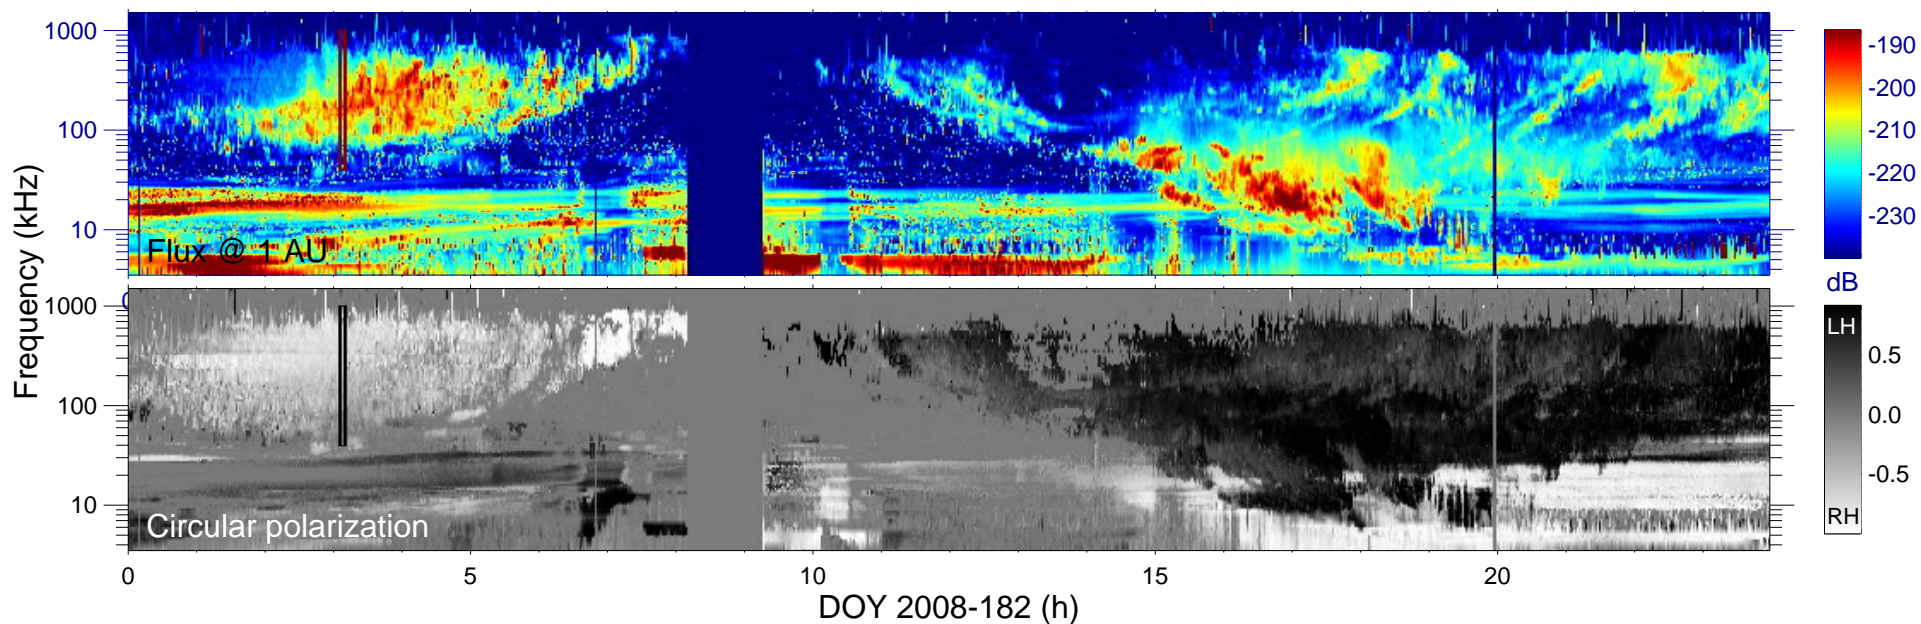 1000
100
10
Flux @ 1 AU
-190
-200
-210
-220
-230
dB
Frequency (kHz)
0
1000
100
10
Circular polarization
LH
0.5
0.0
-0.5
RH
0 5 10 15 20
DOY 2008-182 (h)